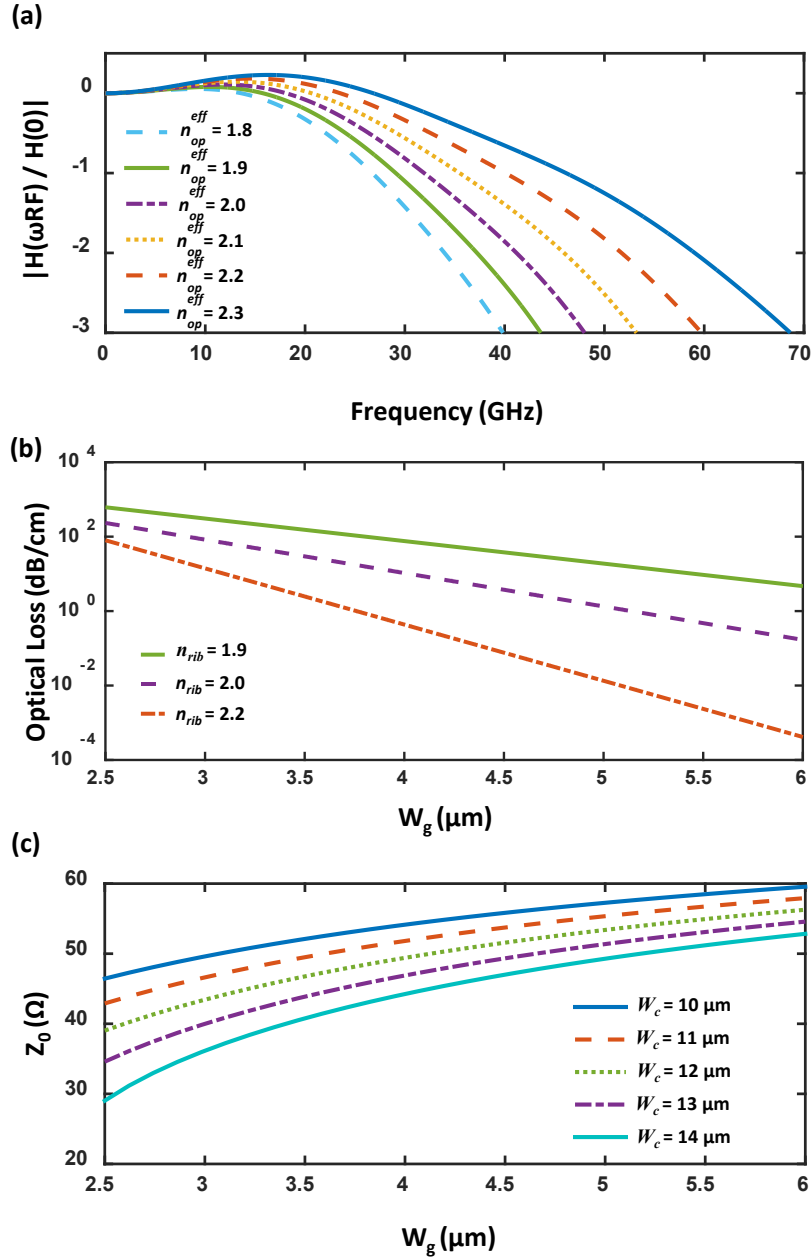 (a)
|H(ωRF) / H(0)|
0
-1
-2
-3
n_op^eff = 1.8
n_op^eff = 1.9
n_op^eff = 2.0
n_op^eff = 2.1
n_op^eff = 2.2
n_op^eff = 2.3
0 10 20 30 40 50 60 70
Frequency (GHz)
(b)
Optical Loss (dB/cm)
10^4
10^2
10^0
10^-2
10^-4
n_rib = 1.9
n_rib = 2.0
n_rib = 2.2
2.5 3 3.5 4 4.5 5 5.5 6
W_g (μm)
(c)
Z_0 (Ω)
60
50
40
30
20
W_c = 10 μm
W_c = 11 μm
W_c = 12 μm
W_c = 13 μm
W_c = 14 μm
2.5 3 3.5 4 4.5 5 5.5 6
W_g (μm)